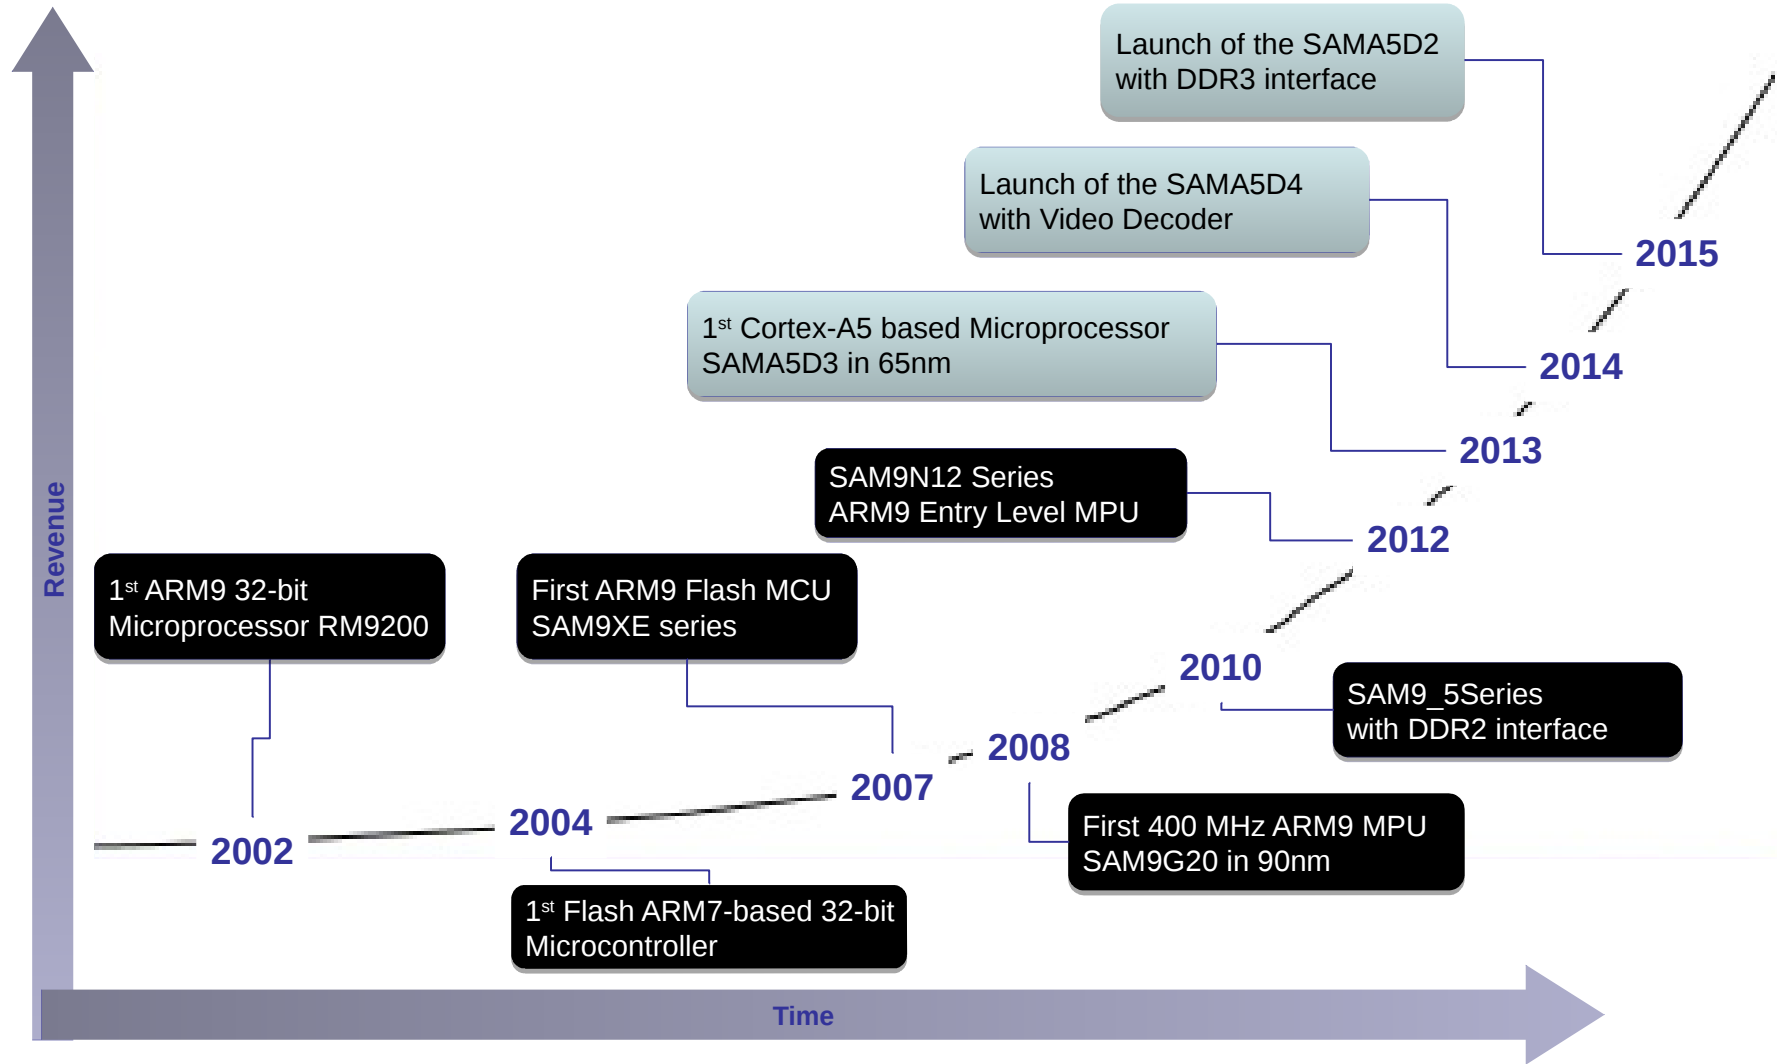 Launch of the SAMA5D2
with DDR3 interface
Launch of the SAMA5D4
with Video Decoder
2015
1st Cortex-A5 based Microprocessor
SAMA5D3 in 65nm
2014
2013
SAM9N12 Series
ARM9 Entry Level MPU
2012
Revenue
1st ARM9 32-bit
Microprocessor RM9200
First ARM9 Flash MCU
SAM9XE series
2010
SAM9_5Series
with DDR2 interface
2008
2007
2004
2002
First 400 MHz ARM9 MPU
SAM9G20 in 90nm
1st Flash ARM7-based 32-bit
Microcontroller
Time